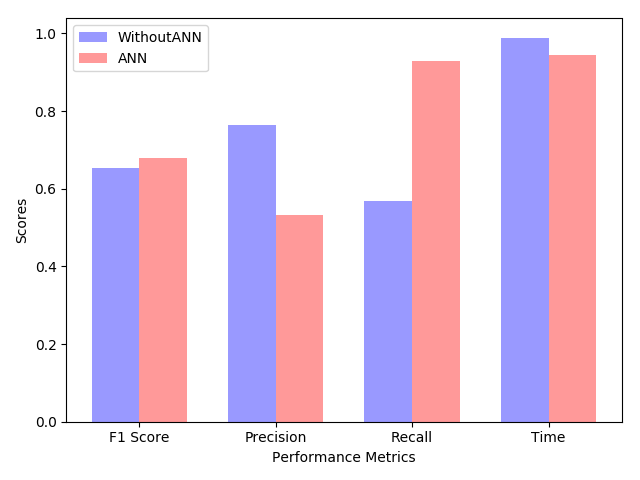 WithoutANN
ANN
1.0
0.8
0.6
0.4
0.2
0.0
Scores
F1 Score
Precision
Recall
Time
Performance Metrics